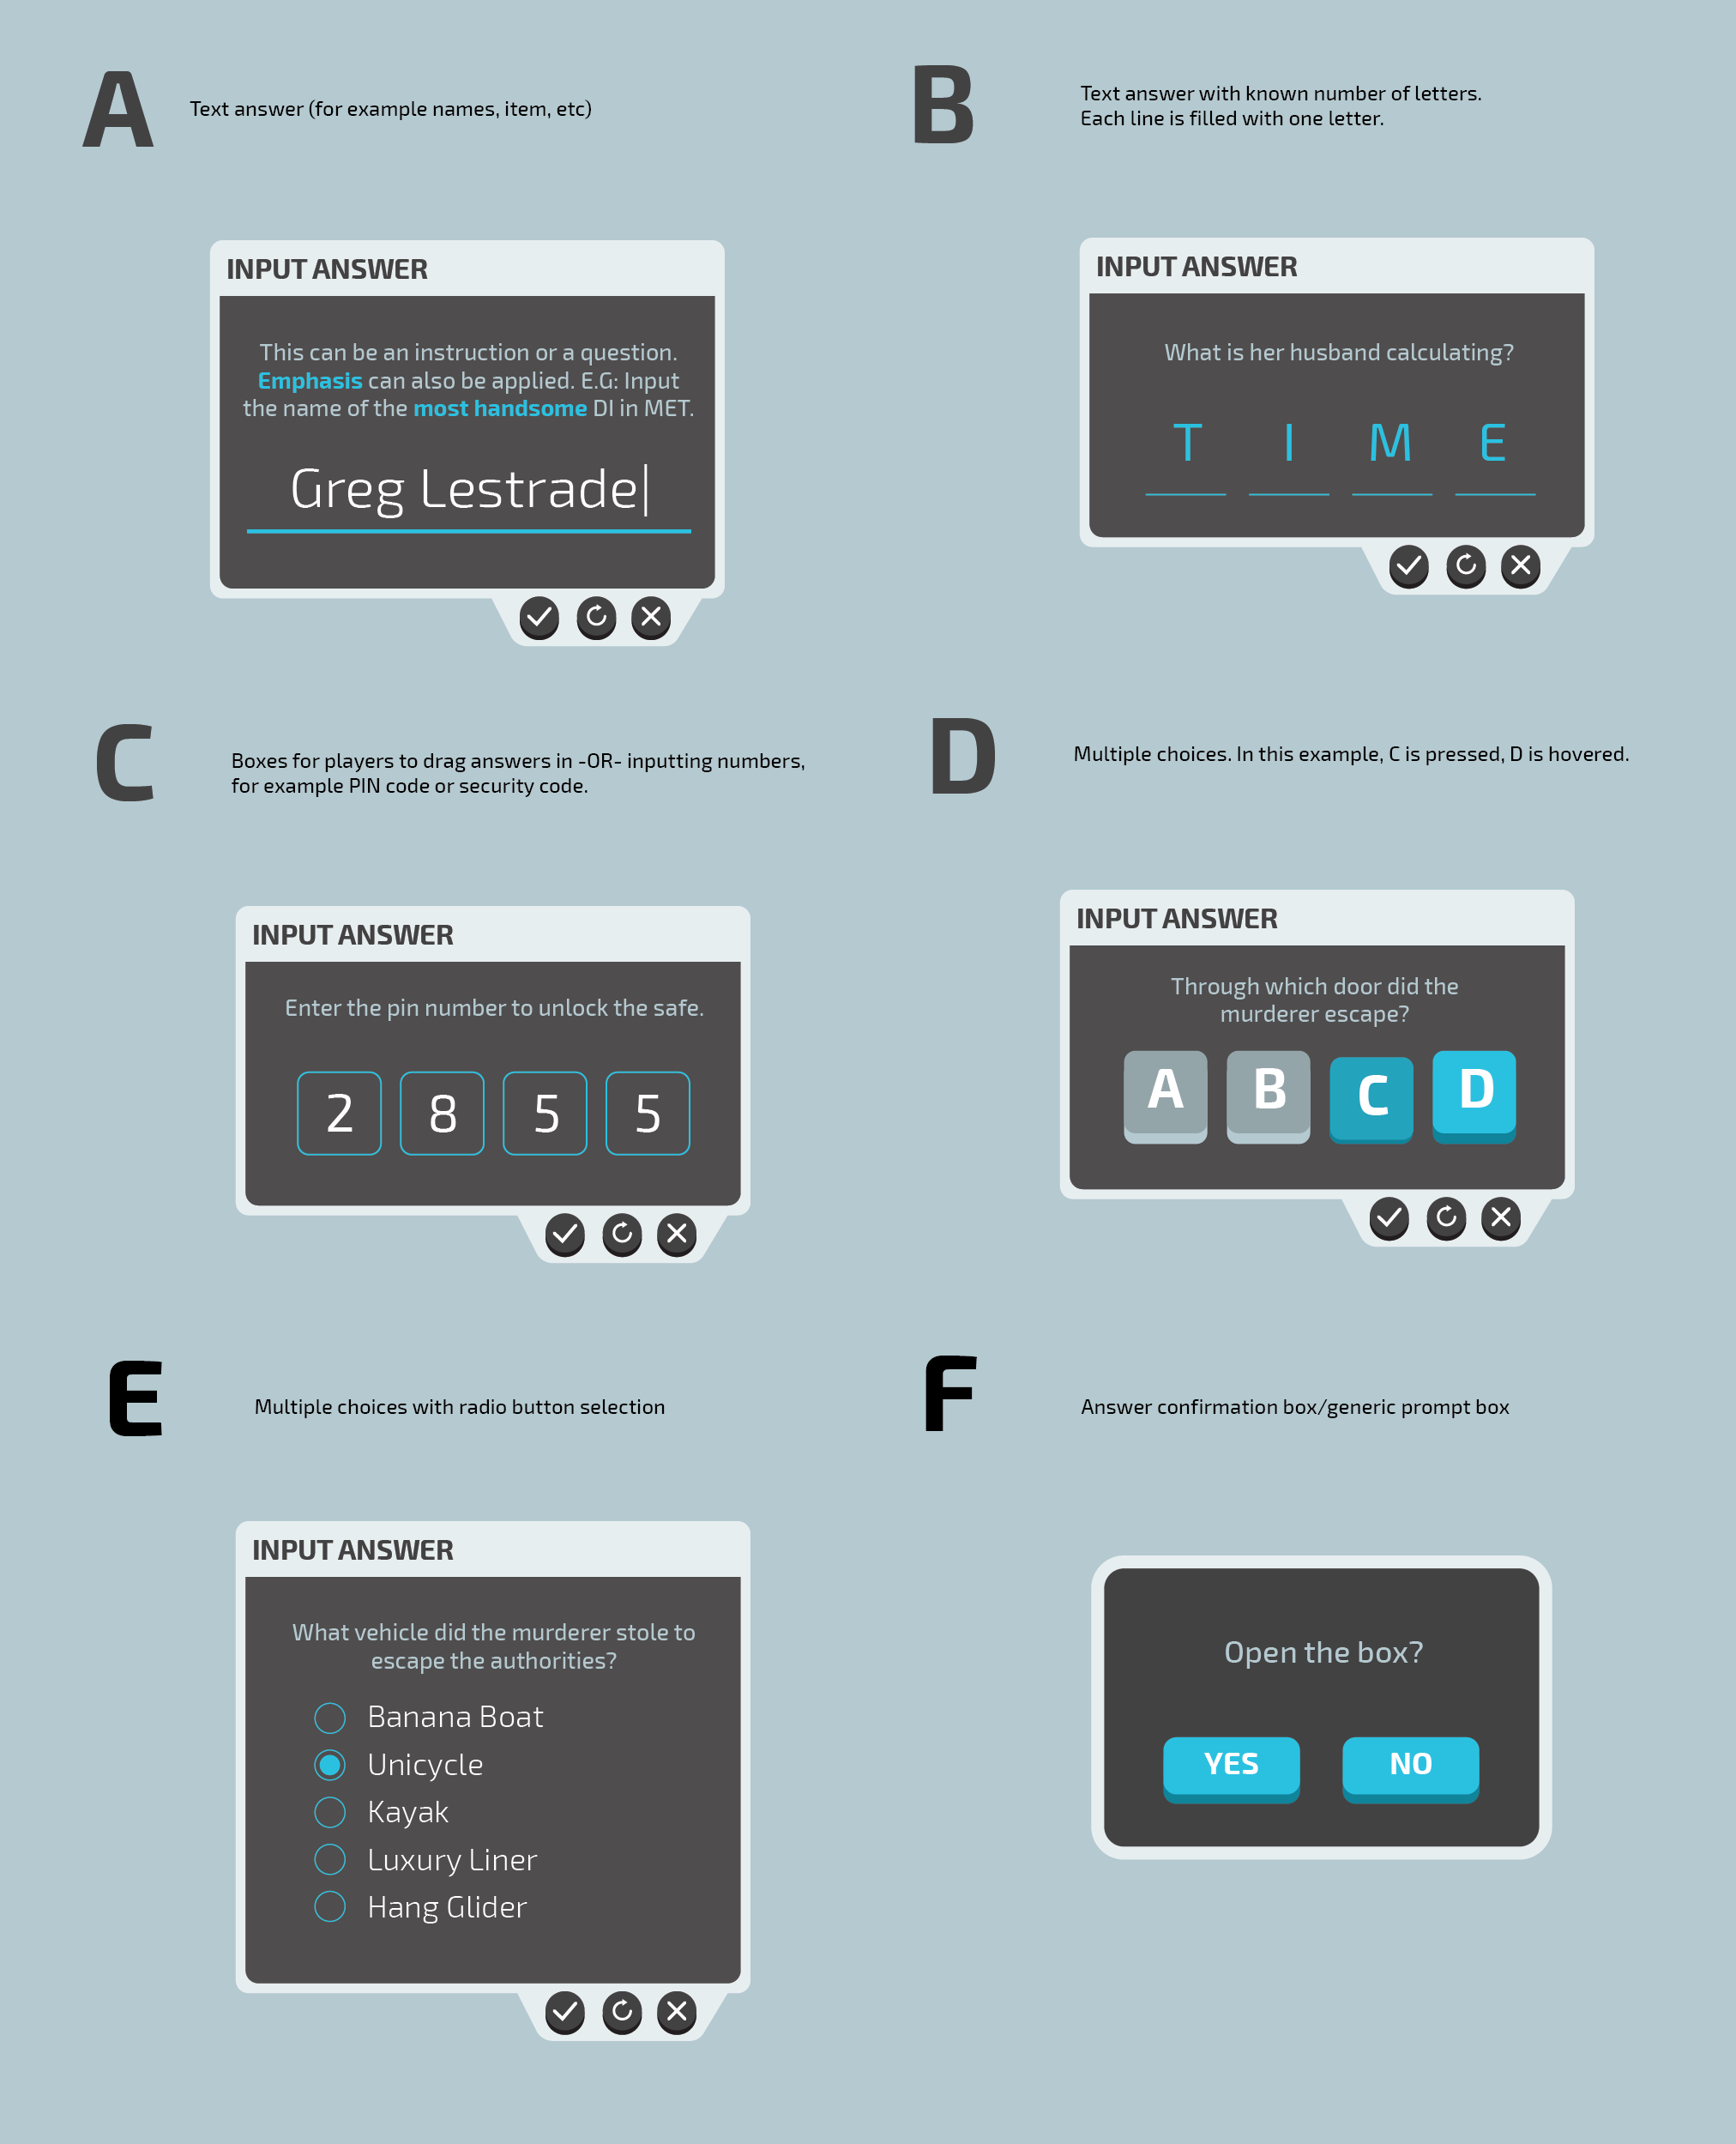 A
Text answer (for example names, item, etc)
INPUT ANSWER
This can be an instruction or a question.
Emphasis can also be applied. E.G: Input
the name of the most handsome DI in MET.
Greg Lestrade
B
Text answer with known number of letters.
Each line is filled with one letter.
INPUT ANSWER
What is her husband calculating?
T I M E
C
Boxes for players to drag answers in -OR- inputting numbers,
for example PIN code or security code.
INPUT ANSWER
Enter the pin number to unlock the safe.
2 8 5 5
D
Multiple choices. In this example, C is pressed, D is hovered.
INPUT ANSWER
Through which door did the
murderer escape?
A B C D
E
Multiple choices with radio button selection
INPUT ANSWER
What vehicle did the murderer stole to
escape the authorities?
Banana Boat
Unicycle
Kayak
Luxury Liner
Hang Glider
F
Answer confirmation box/generic prompt box
Open the box?
YES NO